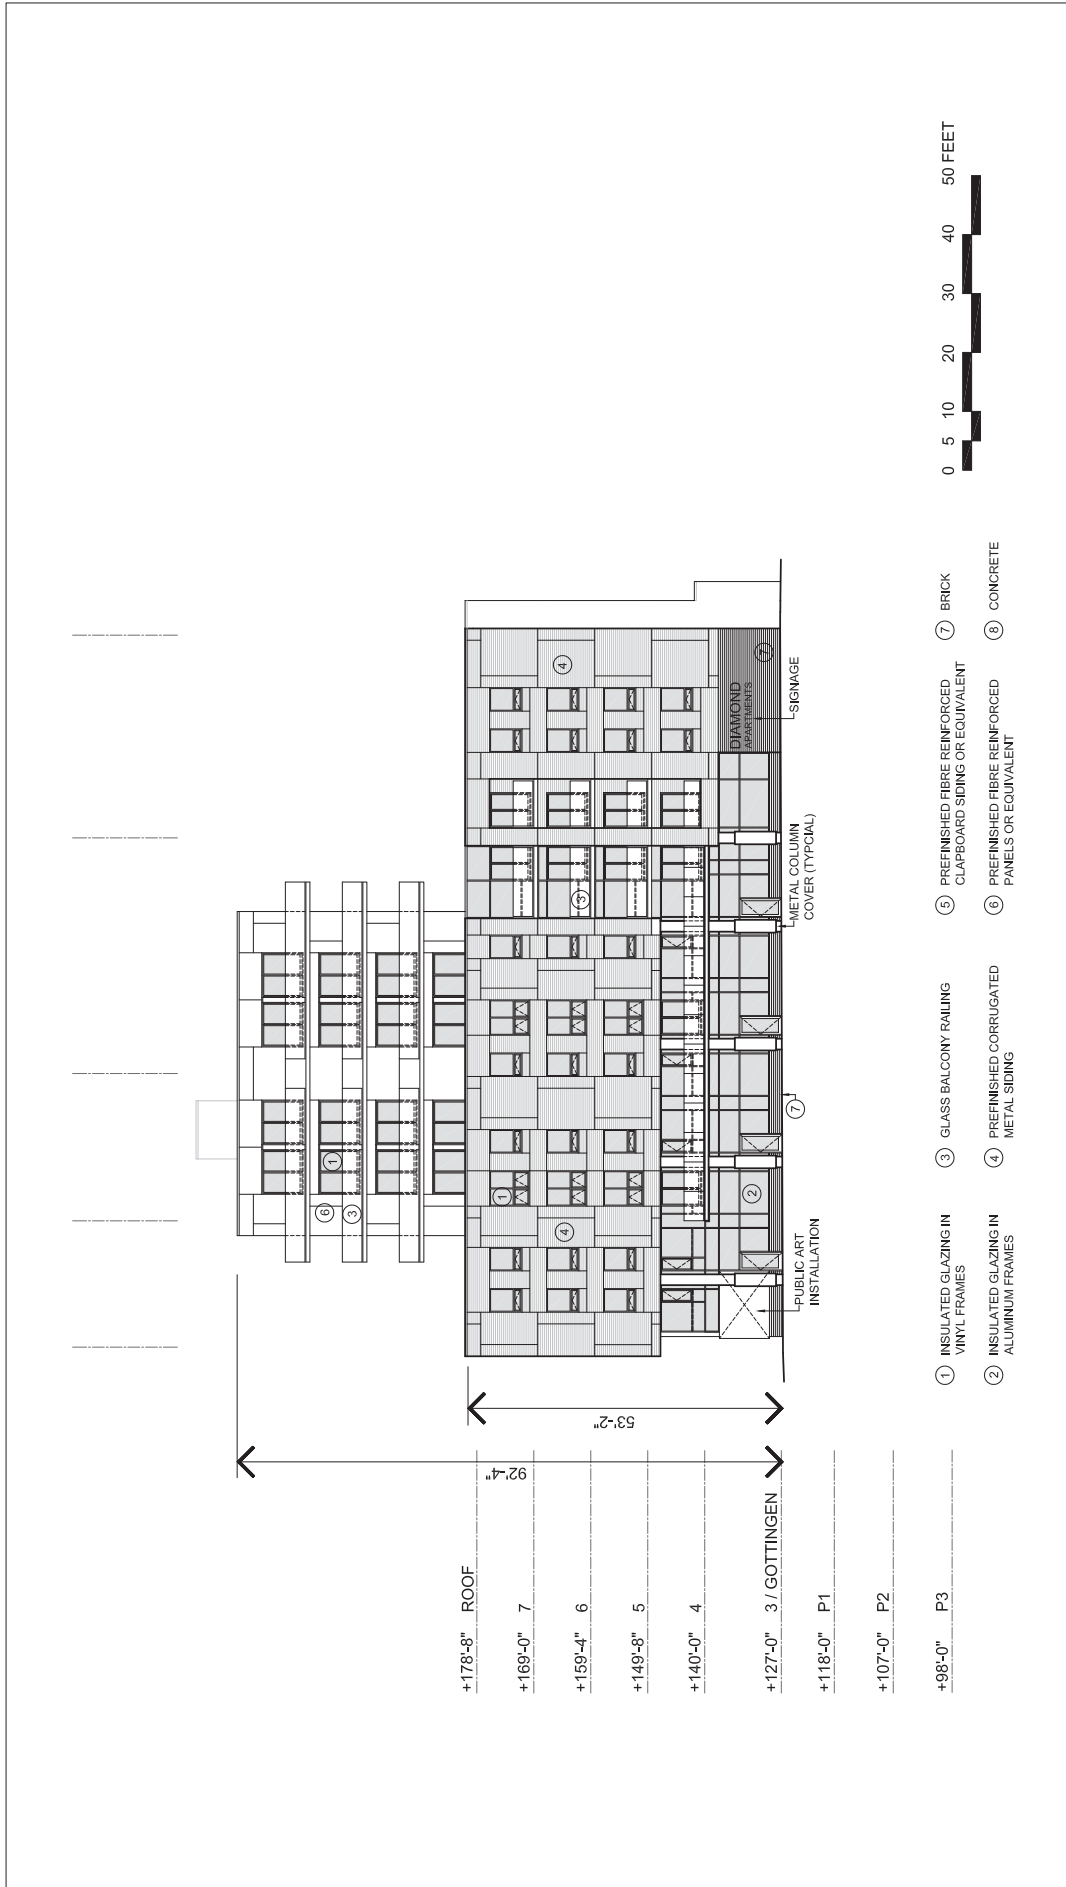 +178'-8" ROOF
+169'-0" 7
+159'-4" 6
+149'-8" 5
+140'-0" 4
+127'-0" 3 / GOTTINGEN
+118'-0" P1
+107'-0" P2
+98'-0" P3
92'-4"
53'-2"
6
3
1
1
4
3
4
DIAMOND
APARTMENTS
7
2
7
PUBLIC ART
INSTALLATION
METAL COLUMN
COVER (TYPCIAL)
SIGNAGE
1 INSULATED GLAZING IN
VINYL FRAMES
2 INSULATED GLAZING IN
ALUMINUM FRAMES
3 GLASS BALCONY RAILING
4 PREFINISHED CORRUGATED
METAL SIDING
5 PREFINISHED FIBRE REINFORCED
CLAPBOARD SIDING OR EQUIVALENT
6 PREFINISHED FIBRE REINFORCED
PANELS OR EQUIVALENT
7 BRICK
8 CONCRETE
0 5 10 20 30 40 50 FEET